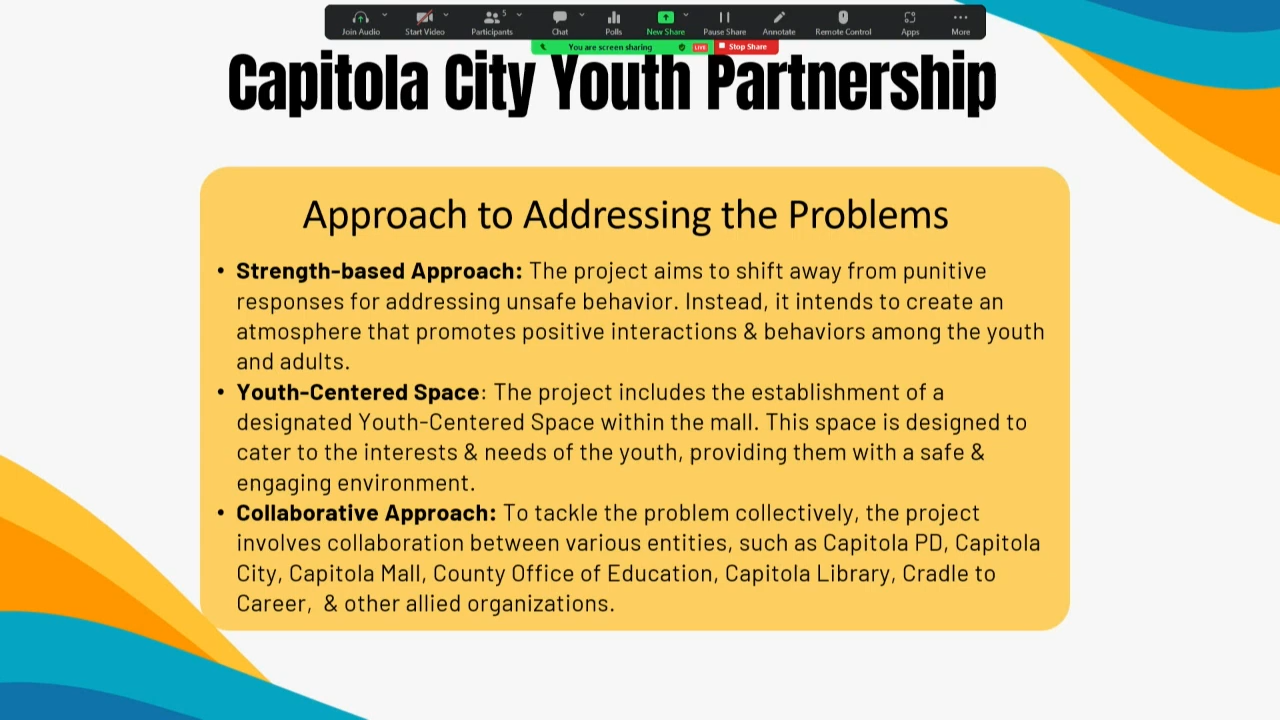 Join Audio Start Video Participants 5 Chat Polls New Share Pause Share Annotate Remote Control Apps More
You are screen sharing LIVE Stop Share
Capitola City Youth Partnership
Approach to Addressing the Problems
• Strength-based Approach: The project aims to shift away from punitive
responses for addressing unsafe behavior. Instead, it intends to create an
atmosphere that promotes positive interactions & behaviors among the youth
and adults.
• Youth-Centered Space: The project includes the establishment of a
designated Youth-Centered Space within the mall. This space is designed to
cater to the interests & needs of the youth, providing them with a safe &
engaging environment.
• Collaborative Approach: To tackle the problem collectively, the project
involves collaboration between various entities, such as Capitola PD, Capitola
City, Capitola Mall, County Office of Education, Capitola Library, Cradle to
Career,  & other allied organizations.